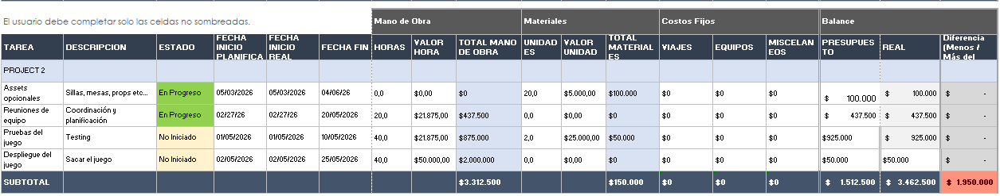 El usuario debe completar solo las celdas no sombreadas. Mano de Obra Materiales Costos Fijos Balance
TAREA DESCRIPCION ESTADO FECHA INICIO PLANIFICA FECHA INICIO REAL FECHA FIN HORAS VALOR HORA TOTAL MANO DE OBRA UNIDAD ES VALOR UNIDAD TOTAL MATERIAL ES VIAJES EQUIPOS MISCELAN EOS PRESUPUES TO REAL Diferencia (Menos / Más del
PROJECT 2
Assets opcionales Sillas, mesas, props etc... En Progreso 05/03/2026 05/03/2026 04/06/26 0,0 $0,00 $0 20,0 $5.000,00 $100.000 $0 $0 $0 $ 100.000 $ 100.000 $ -
Reuniones de equipo Coordinación y planificación En Progreso 02/27/26 02/27/26 20/05/2026 20,0 $21.875,00 $437.500 0,0 $0,00 $0 $0 $0 $0 $ 437.500 $ 437.500 $ -
Pruebas del juego Testing No Iniciado 01/05/2026 01/05/2026 10/05/2026 40,0 $21.875,00 $875.000 2,0 $25.000,00 $50.000 $0 $0 $0 $925.000 $ 925.000 $ -
Despliegue del juego Sacar el juego No Iniciado 02/05/2026 02/05/2026 25/05/2026 40,0 $50.000,00 $2.000.000 0,0 $0,00 $0 $0 $0 $0 $50.000 $50.000 $ -
SUBTOTAL $3.312.500 $150.000 $0 $0 $0 $ 1.512.500 $ 3.462.500 $ 1.950.000